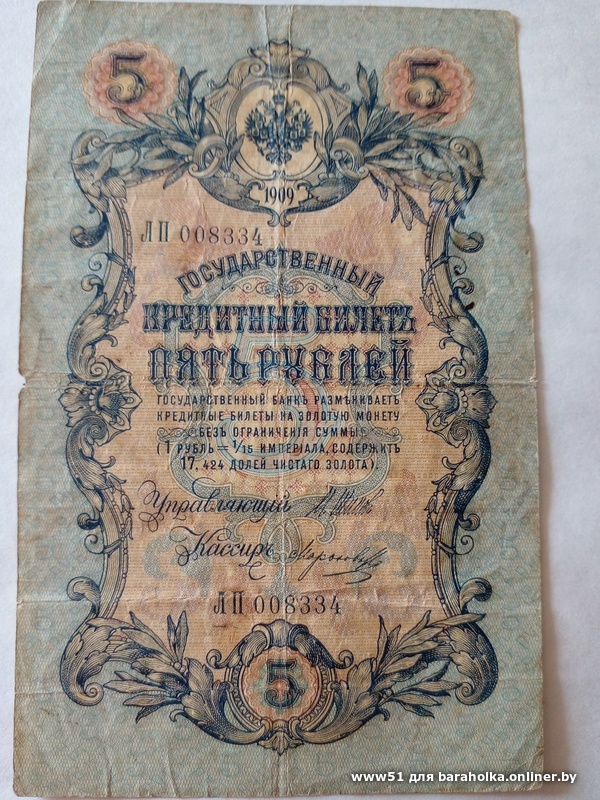 5 5
1909
ЛП 008334
ГОСУДАРСТВЕННЫЙ
КРЕДИТНЫЙ БИЛЕТЪ
ПЯТЬ РУБЛЕЙ
ГОСУДАРСТВЕННЫЙ БАНКЪ РАЗМѢНИВАЕТЪ
КРЕДИТНЫЕ БИЛЕТЫ НА ЗОЛОТУЮ МОНЕТУ
БЕЗЪ ОГРАНИЧЕНІЯ СУММЫ
(1 РУБЛЬ = 1/15 ИМПЕРІАЛА, СОДЕРЖИТЪ
17,424 ДОЛЕЙ ЧИСТАГО ЗОЛОТА).
Управляющій
Кассиръ
ЛП 008334
5
www51 для baraholka.onliner.by